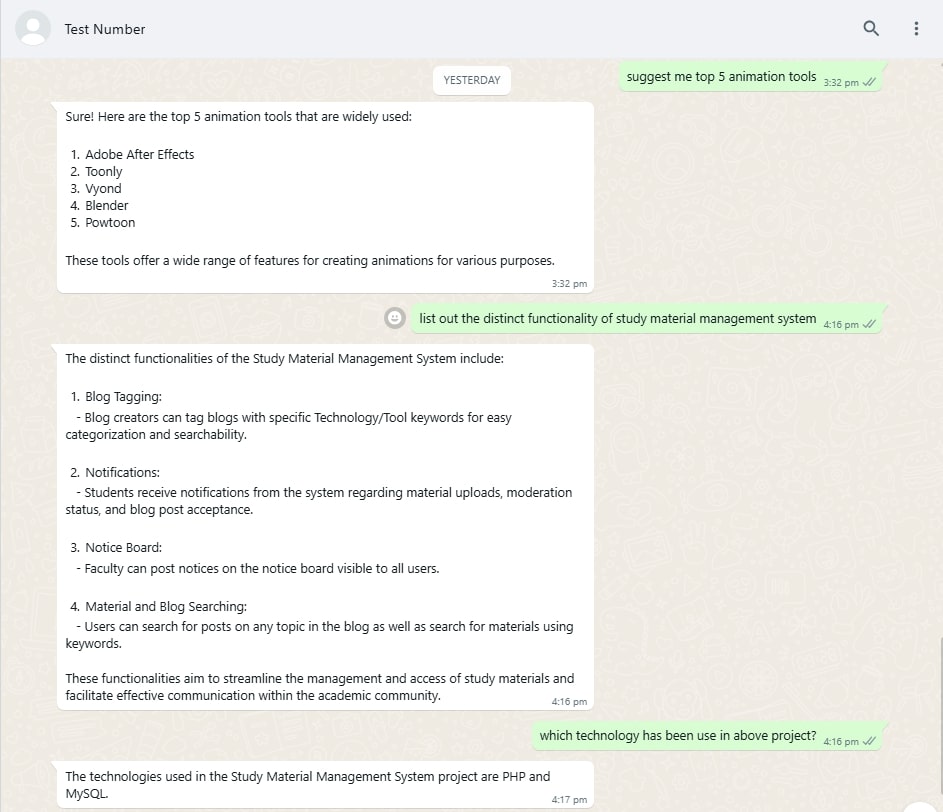 Test Number
suggest me top 5 animation tools
3:32 pm
YESTERDAY
Sure! Here are the top 5 animation tools that are widely used:
1. Adobe After Effects
2. Toonly
3. Vyond
4. Blender
5. Powtoon
These tools offer a wide range of features for creating animations for various purposes.
3:32 pm
list out the distinct functionality of study material management system
4:16 pm
The distinct functionalities of the Study Material Management System include:
1. Blog Tagging:
- Blog creators can tag blogs with specific Technology/Tool keywords for easy
categorization and searchability.
2. Notifications:
- Students receive notifications from the system regarding material uploads, moderation
status, and blog post acceptance.
3. Notice Board:
- Faculty can post notices on the notice board visible to all users.
4. Material and Blog Searching:
- Users can search for posts on any topic in the blog as well as search for materials using
keywords.
These functionalities aim to streamline the management and access of study materials and
facilitate effective communication within the academic community.
4:16 pm
which technology has been use in above project?
4:16 pm
The technologies used in the Study Material Management System project are PHP and
MySQL.
4:17 pm